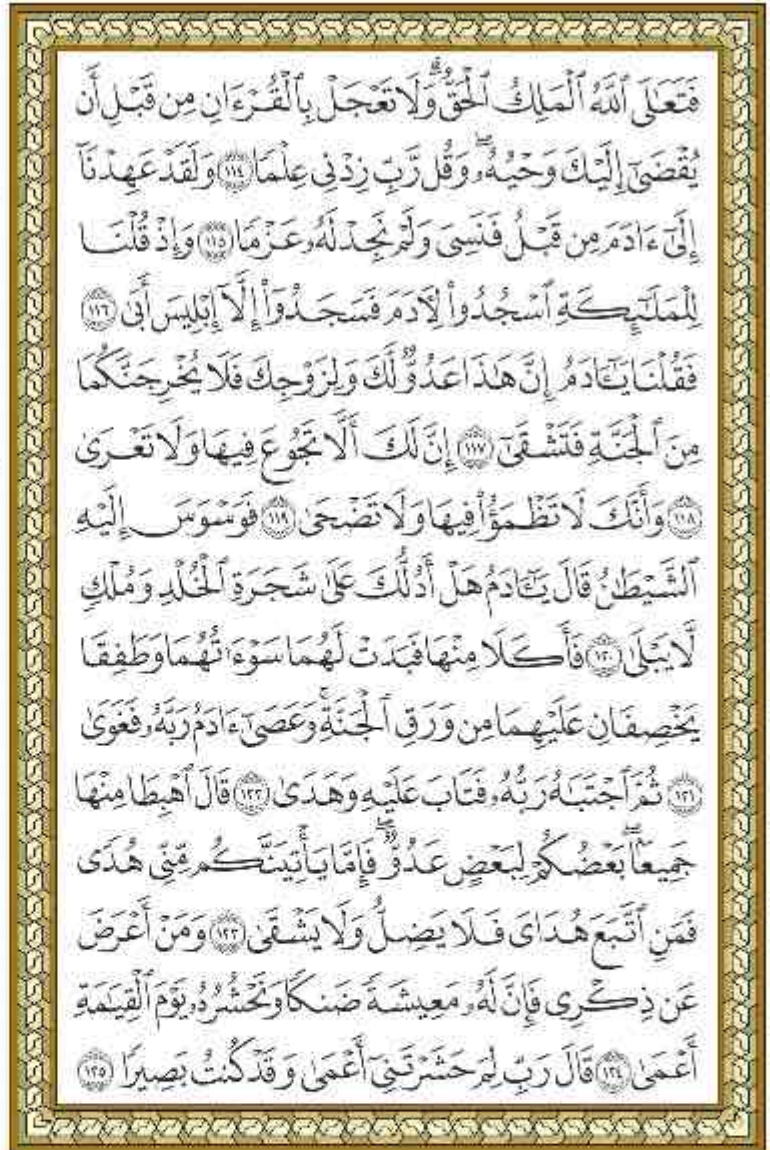 فَتَعَٰلَى ٱللَّهُ ٱلْمَلِكُ ٱلْحَقُّ ۗ وَلَا تَعْجَلْ بِٱلْقُرْءَانِ مِن قَبْلِ أَن
يُقْضَىٰٓ إِلَيْكَ وَحْيُهُۥ ۖ وَقُل رَّبِّ زِدْنِى عِلْمًا ١١٤ وَلَقَدْ عَهِدْنَآ
إِلَىٰٓ ءَادَمَ مِن قَبْلُ فَنَسِىَ وَلَمْ نَجِدْ لَهُۥ عَزْمًا ١١٥ وَإِذْ قُلْنَا
لِلْمَلَٰٓئِكَةِ ٱسْجُدُوا۟ لِءَادَمَ فَسَجَدُوٓا۟ إِلَّآ إِبْلِيسَ أَبَىٰ ١١٦
فَقُلْنَا يَٰٓـَٔادَمُ إِنَّ هَٰذَا عَدُوٌّ لَّكَ وَلِزَوْجِكَ فَلَا يُخْرِجَنَّكُمَا
مِنَ ٱلْجَنَّةِ فَتَشْقَىٰٓ ١١٧ إِنَّ لَكَ أَلَّا تَجُوعَ فِيهَا وَلَا تَعْرَىٰ
١١٨ وَأَنَّكَ لَا تَظْمَؤُا۟ فِيهَا وَلَا تَضْحَىٰ ١١٩ فَوَسْوَسَ إِلَيْهِ
ٱلشَّيْطَٰنُ قَالَ يَٰٓـَٔادَمُ هَلْ أَدُلُّكَ عَلَىٰ شَجَرَةِ ٱلْخُلْدِ وَمُلْكٍ
لَّا يَبْلَىٰ ١٢٠ فَأَكَلَا مِنْهَا فَبَدَتْ لَهُمَا سَوْءَٰتُهُمَا وَطَفِقَا
يَخْصِفَانِ عَلَيْهِمَا مِن وَرَقِ ٱلْجَنَّةِ ۚ وَعَصَىٰٓ ءَادَمُ رَبَّهُۥ فَغَوَىٰ
١٢١ ثُمَّ ٱجْتَبَٰهُ رَبُّهُۥ فَتَابَ عَلَيْهِ وَهَدَىٰ ١٢٢ قَالَ ٱهْبِطَا مِنْهَا
جَمِيعًۢا ۖ بَعْضُكُمْ لِبَعْضٍ عَدُوٌّ ۖ فَإِمَّا يَأْتِيَنَّكُم مِّنِّى هُدًى
فَمَنِ ٱتَّبَعَ هُدَاىَ فَلَا يَضِلُّ وَلَا يَشْقَىٰ ١٢٣ وَمَنْ أَعْرَضَ
عَن ذِكْرِى فَإِنَّ لَهُۥ مَعِيشَةً ضَنكًا وَنَحْشُرُهُۥ يَوْمَ ٱلْقِيَٰمَةِ
أَعْمَىٰ ١٢٤ قَالَ رَبِّ لِمَ حَشَرْتَنِىٓ أَعْمَىٰ وَقَدْ كُنتُ بَصِيرًا ١٢٥